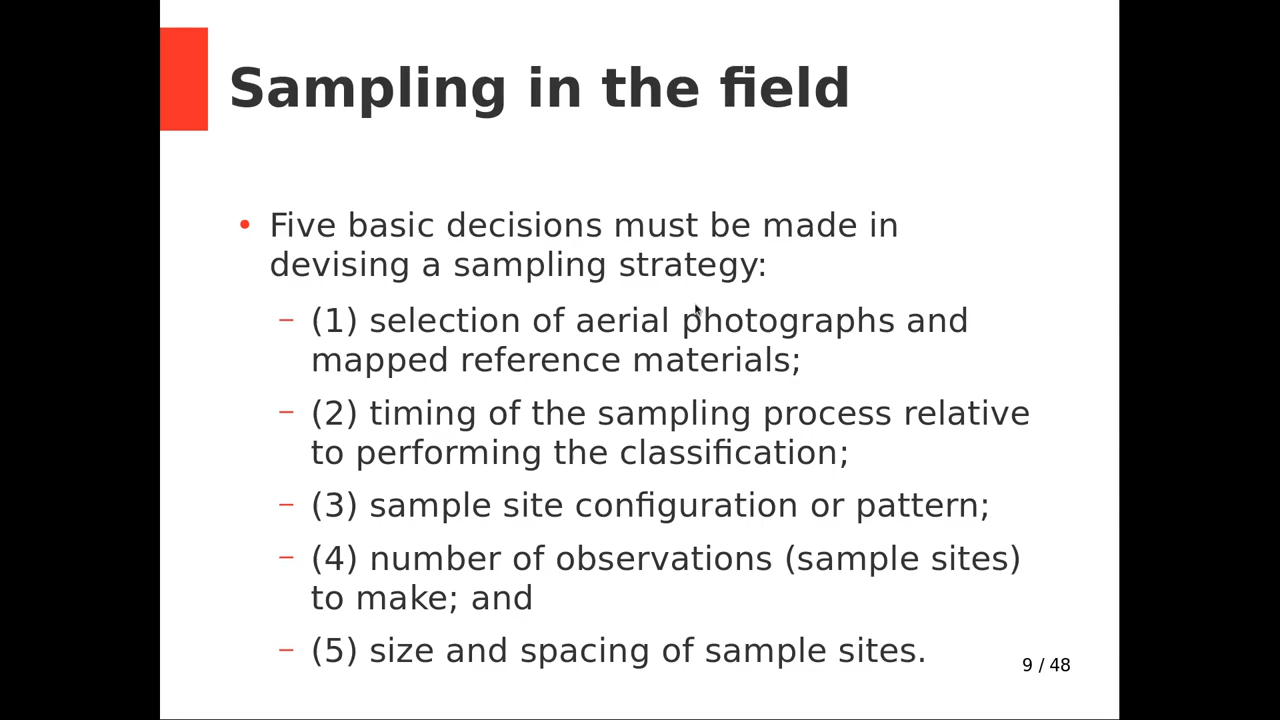 Sampling in the field
• Five basic decisions must be made in
devising a sampling strategy:
– (1) selection of aerial photographs and
mapped reference materials;
– (2) timing of the sampling process relative
to performing the classification;
– (3) sample site configuration or pattern;
– (4) number of observations (sample sites)
to make; and
– (5) size and spacing of sample sites.
9 / 48